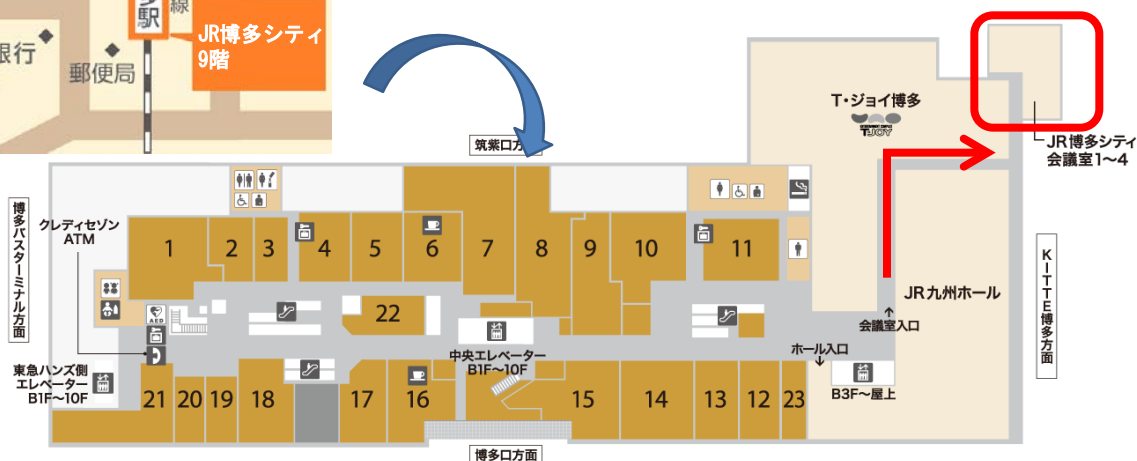 駅
線
JR博多シティ
9階
銀行
郵便局
筑紫口方面
T・ジョイ博多
TJOY
JR博多シティ
会議室1〜4
博多バスターミナル方面
クレディセゾン
ATM
1
2
3
4
5
6
7
8
9
10
11
22
AED
JR九州ホール
KITTE博多方面
会議室入口
中央エレベーター
B1F〜10F
ホール入口
東急ハンズ側
エレベーター
B1F〜10F
B3F〜屋上
21
20
19
18
17
16
15
14
13
12
23
博多口方面